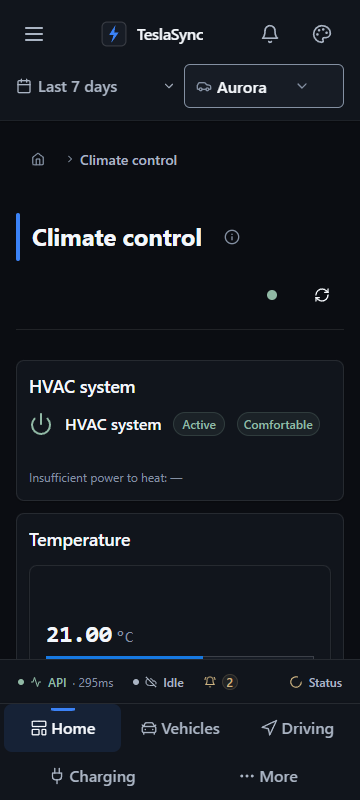 TeslaSync
Last 7 days
Aurora
Climate control
Climate control
HVAC system
HVAC system Active Comfortable
Insufficient power to heat: —
Temperature
21.00 °C
API · 295ms Idle 2 Status
Home Vehicles Driving
Charging More